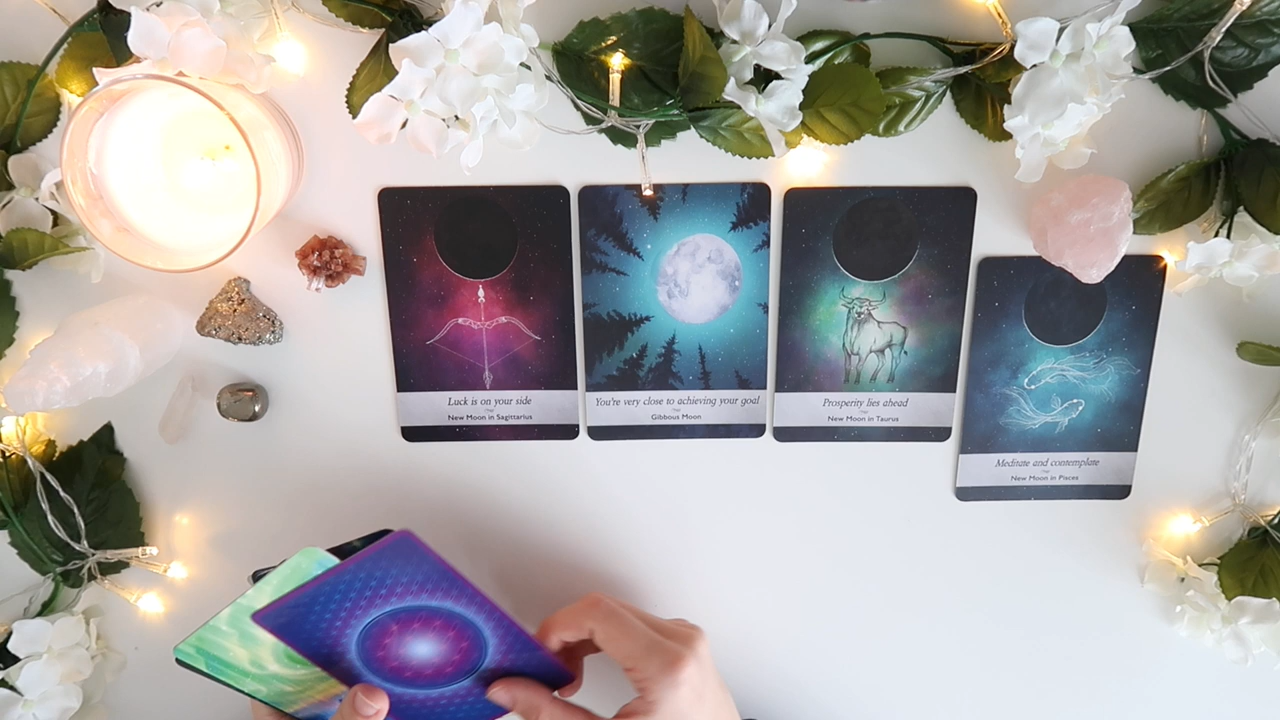 Luck is on your side
New Moon in Sagittarius
You're very close to achieving your goal
Gibbous Moon
Prosperity lies ahead
New Moon in Taurus
Meditate and contemplate
New Moon in Pisces